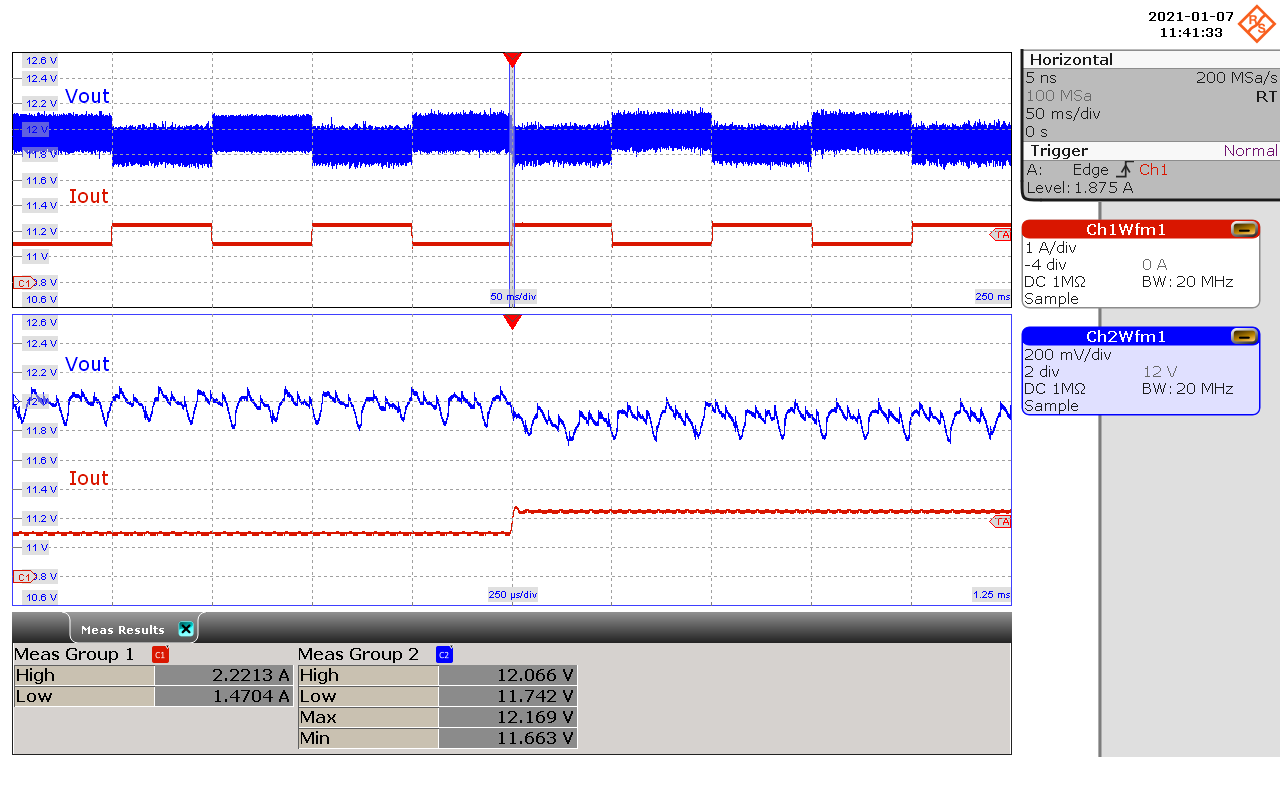 2021-01-07
11:41:33
R&S
Horizontal
5 ns 200 MSa/s
100 MSa RT
50 ms/div
0 s
Trigger Normal
A: Edge Ch1
Level: 1.875 A
Ch1Wfm1
1 A/div
-4 div 0 A
DC 1MΩ BW: 20 MHz
Sample
Ch2Wfm1
200 mV/div
2 div 12 V
DC 1MΩ BW: 20 MHz
Sample
12.6 V
12.4 V
12.2 V
12 V
11.8 V
11.6 V
11.4 V
11.2 V
11 V
C1 0.8 V
10.6 V
Vout
Iout
TA
50 ms/div
250 ms
12.6 V
12.4 V
12.2 V
12 V
11.8 V
11.6 V
11.4 V
11.2 V
11 V
C1 0.8 V
10.6 V
Vout
Iout
TA
250 µs/div
1.25 ms
Meas Results
Meas Group 1 C1
High 2.2213 A
Low 1.4704 A
Meas Group 2 C2
High 12.066 V
Low 11.742 V
Max 12.169 V
Min 11.663 V